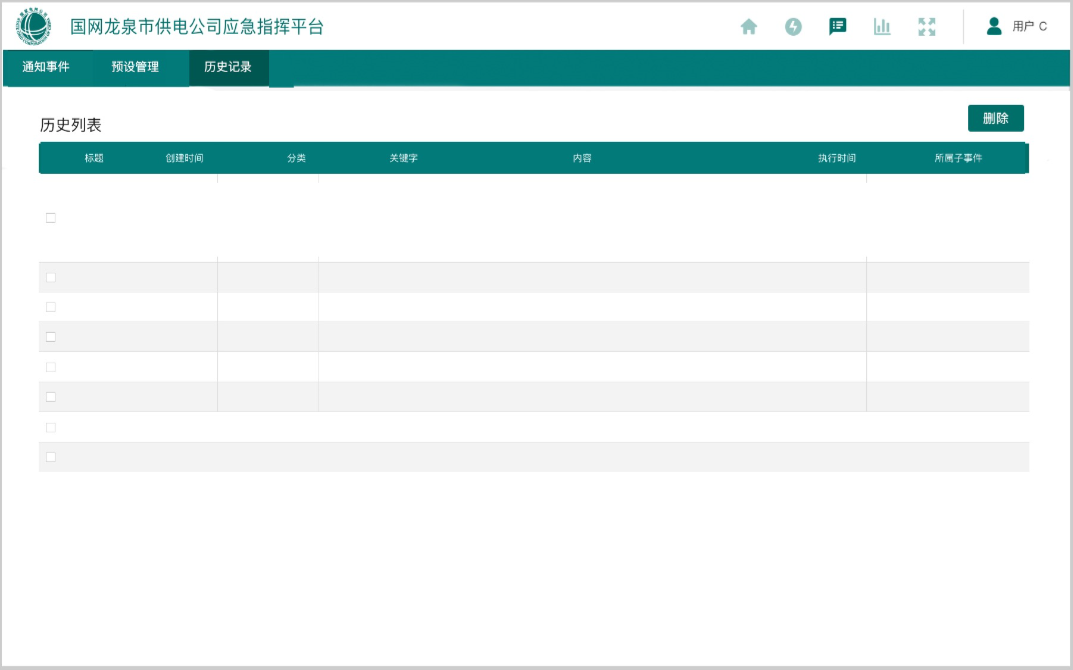 国网龙泉市供电公司应急指挥平台
用户 C
通知事件 预设管理 历史记录
历史列表
删除
标题 创建时间 分类 关键字 内容 执行时间 所属子事件